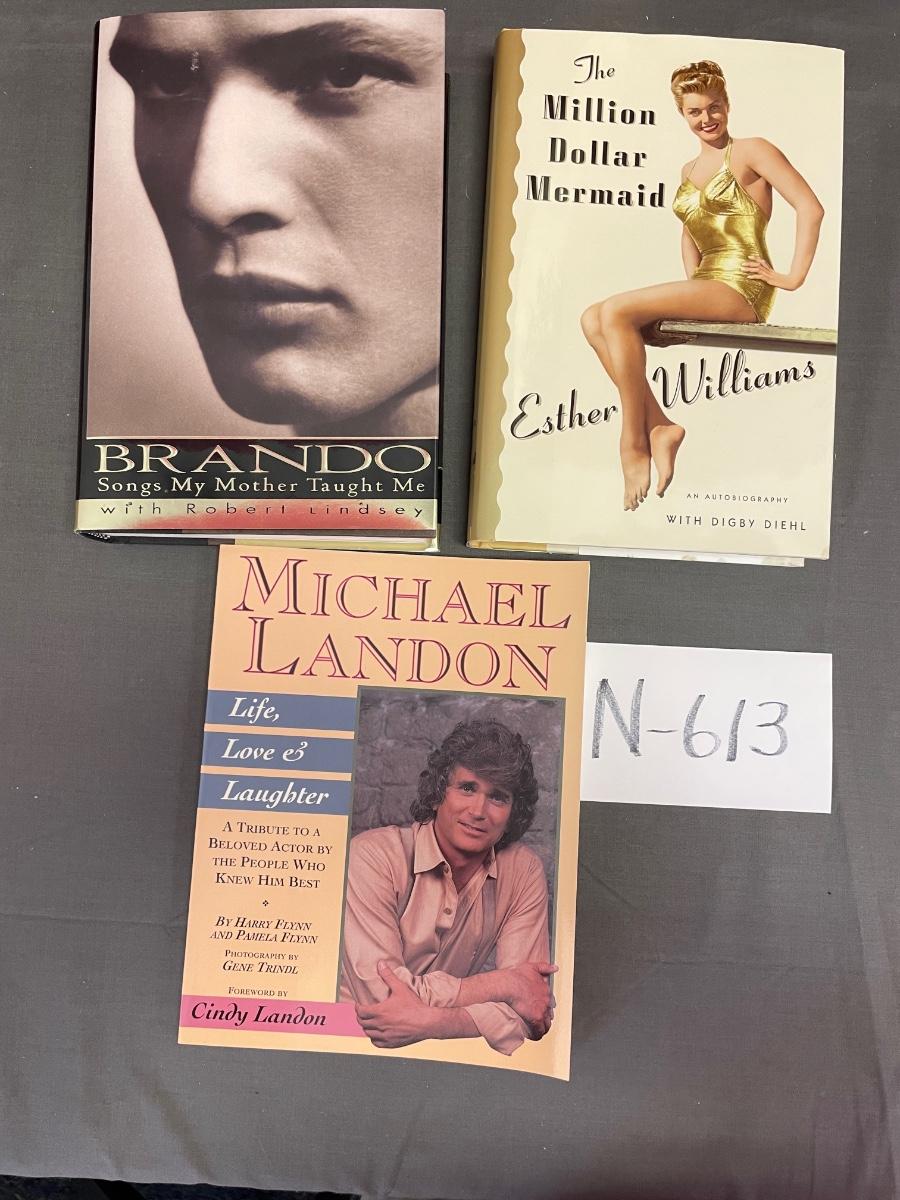 BRANDO
Songs My Mother Taught Me
with Robert Lindsey
The
Million
Dollar
Mermaid
Esther Williams
AN AUTOBIOGRAPHY
WITH DIGBY DIEHL
MICHAEL
LANDON
Life,
Love &
Laughter
A TRIBUTE TO A
BELOVED ACTOR BY
THE PEOPLE WHO
KNEW HIM BEST
BY HARRY FLYNN
AND PAMELA FLYNN
PHOTOGRAPHY BY
GENE TRINDL
FOREWORD BY
Cindy Landon
N-613